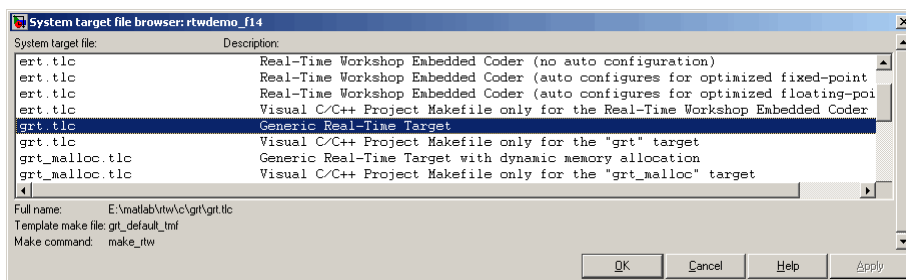 System target file browser: rtwdemo_f14
System target file: Description:
ert.tlc Real-Time Workshop Embedded Coder (no auto configuration)
ert.tlc Real-Time Workshop Embedded Coder (auto configures for optimized fixed-point
ert.tlc Real-Time Workshop Embedded Coder (auto configures for optimized floating-poi
ert.tlc Visual C/C++ Project Makefile only for the Real-Time Workshop Embedded Coder
grt.tlc Generic Real-Time Target
grt.tlc Visual C/C++ Project Makefile only for the "grt" target
grt_malloc.tlc Generic Real-Time Target with dynamic memory allocation
grt_malloc.tlc Visual C/C++ Project Makefile only for the "grt_malloc" target
Full name: E:\matlab\rtw\c\grt\grt.tlc
Template make file: grt_default_tmf
Make command: make_rtw
OK Cancel Help Apply